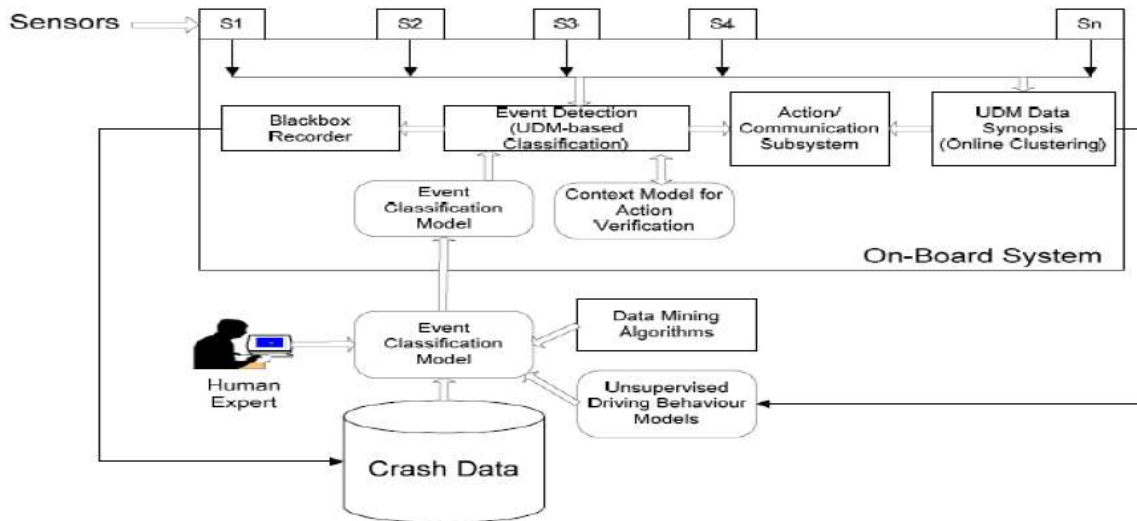 Sensors
S1
S2
S3
S4
Sn
Blackbox
Recorder
Event Detection
(UDM-based
Classification)
Action/
Communication
Subsystem
UDM Data
Synopsis
(Online Clustering)
Event
Classification
Model
Context Model for
Action
Verification
On-Board System
Human
Expert
Event
Classification
Model
Data Mining
Algorithms
Unsupervised
Driving Behaviour
Models
Crash Data